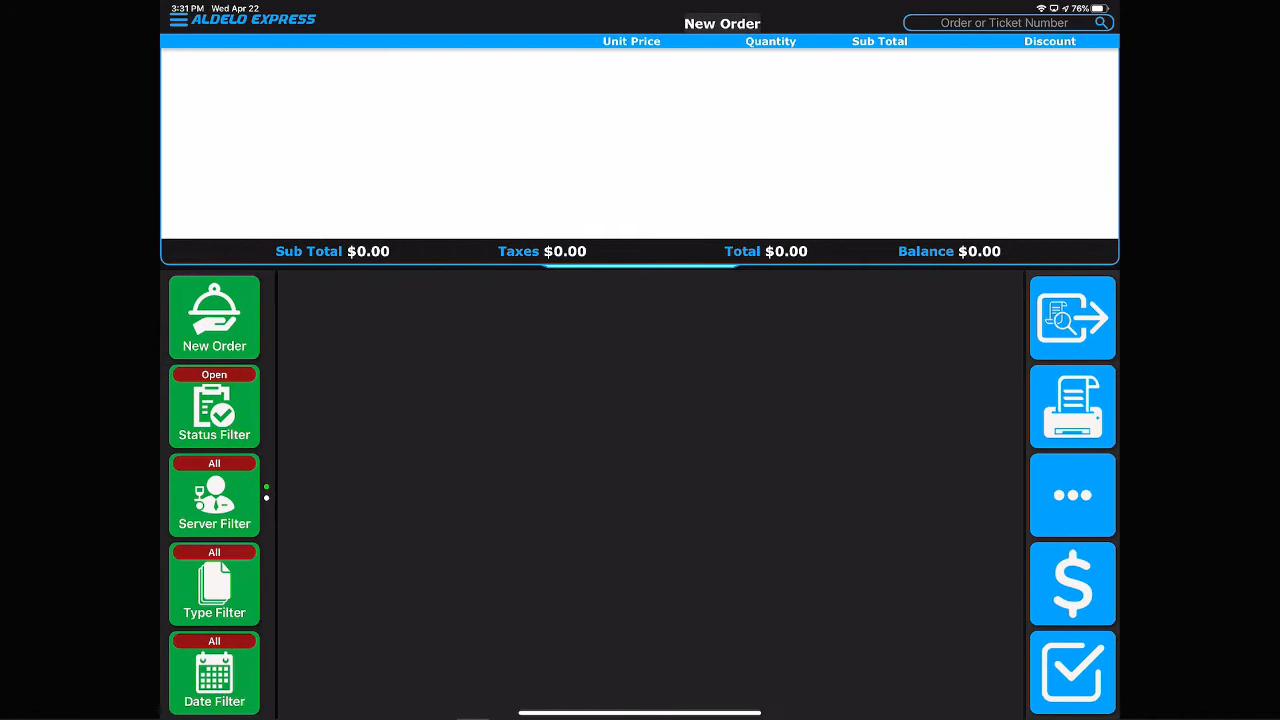 3:31 PM Wed Apr 22 76%
ALDELO EXPRESS
New Order
Order or Ticket Number
Unit Price Quantity Sub Total Discount
Sub Total $0.00 Taxes $0.00 Total $0.00 Balance $0.00
New Order
Open
Status Filter
All
Server Filter
All
Type Filter
All
Date Filter